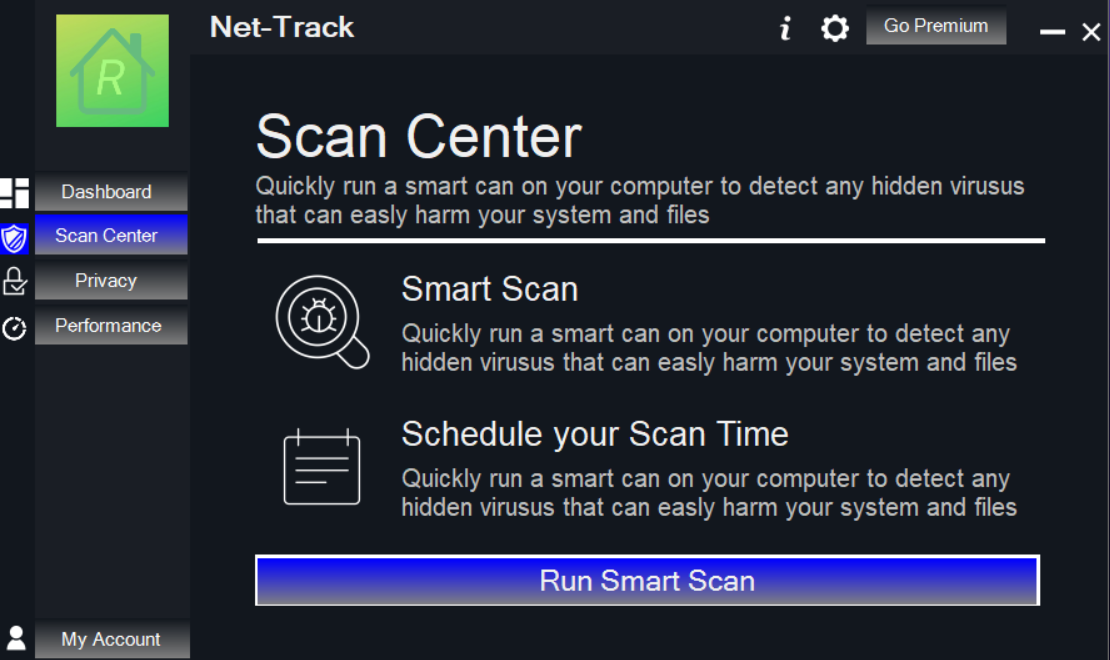 Net-Track
i
Go Premium
R
Dashboard
Scan Center
Privacy
Performance
My Account
Scan Center
Quickly run a smart can on your computer to detect any hidden virusus
that can easly harm your system and files
Smart Scan
Quickly run a smart can on your computer to detect any
hidden virusus that can easly harm your system and files
Schedule your Scan Time
Quickly run a smart can on your computer to detect any
hidden virusus that can easly harm your system and files
Run Smart Scan